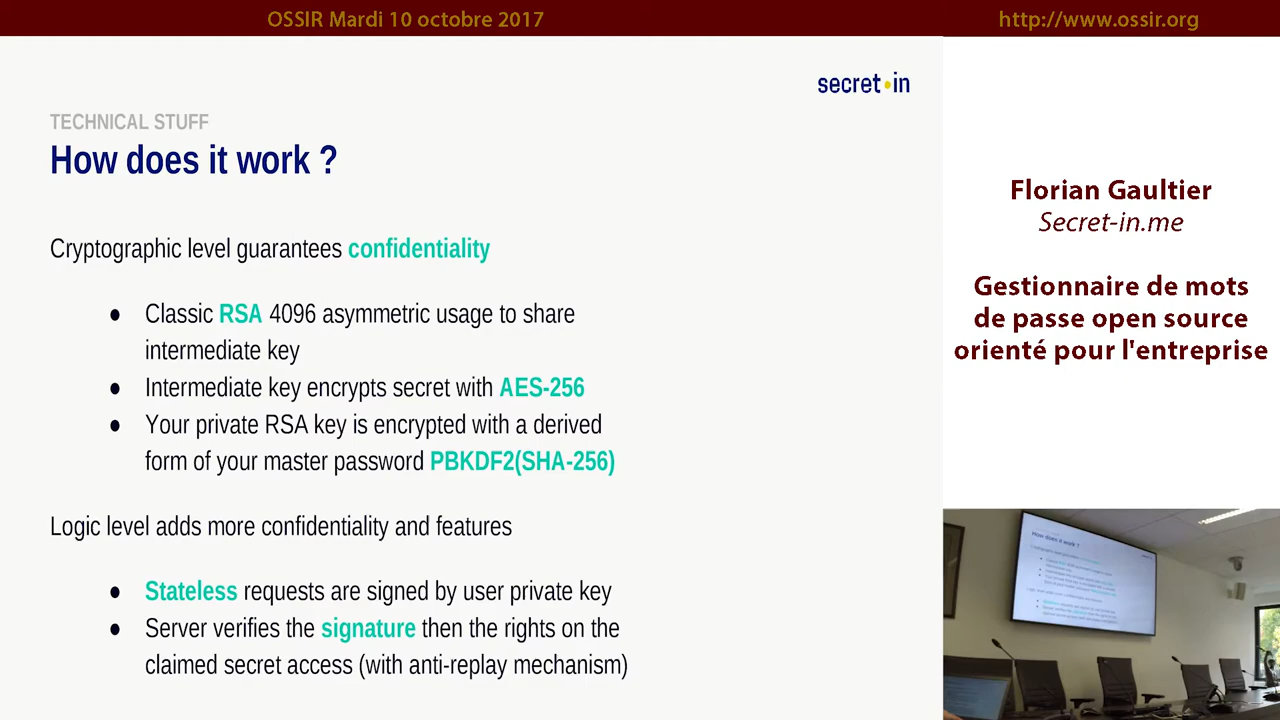 OSSIR Mardi 10 octobre 2017
http://www.ossir.org
secret•in
TECHNICAL STUFF
How does it work ?
Cryptographic level guarantees confidentiality
● Classic RSA 4096 asymmetric usage to share
intermediate key
● Intermediate key encrypts secret with AES-256
● Your private RSA key is encrypted with a derived
form of your master password PBKDF2(SHA-256)
Logic level adds more confidentiality and features
● Stateless requests are signed by user private key
● Server verifies the signature then the rights on the
claimed secret access (with anti-replay mechanism)
Florian Gaultier
Secret-in.me
Gestionnaire de mots
de passe open source
orienté pour l'entreprise
How does it work ?